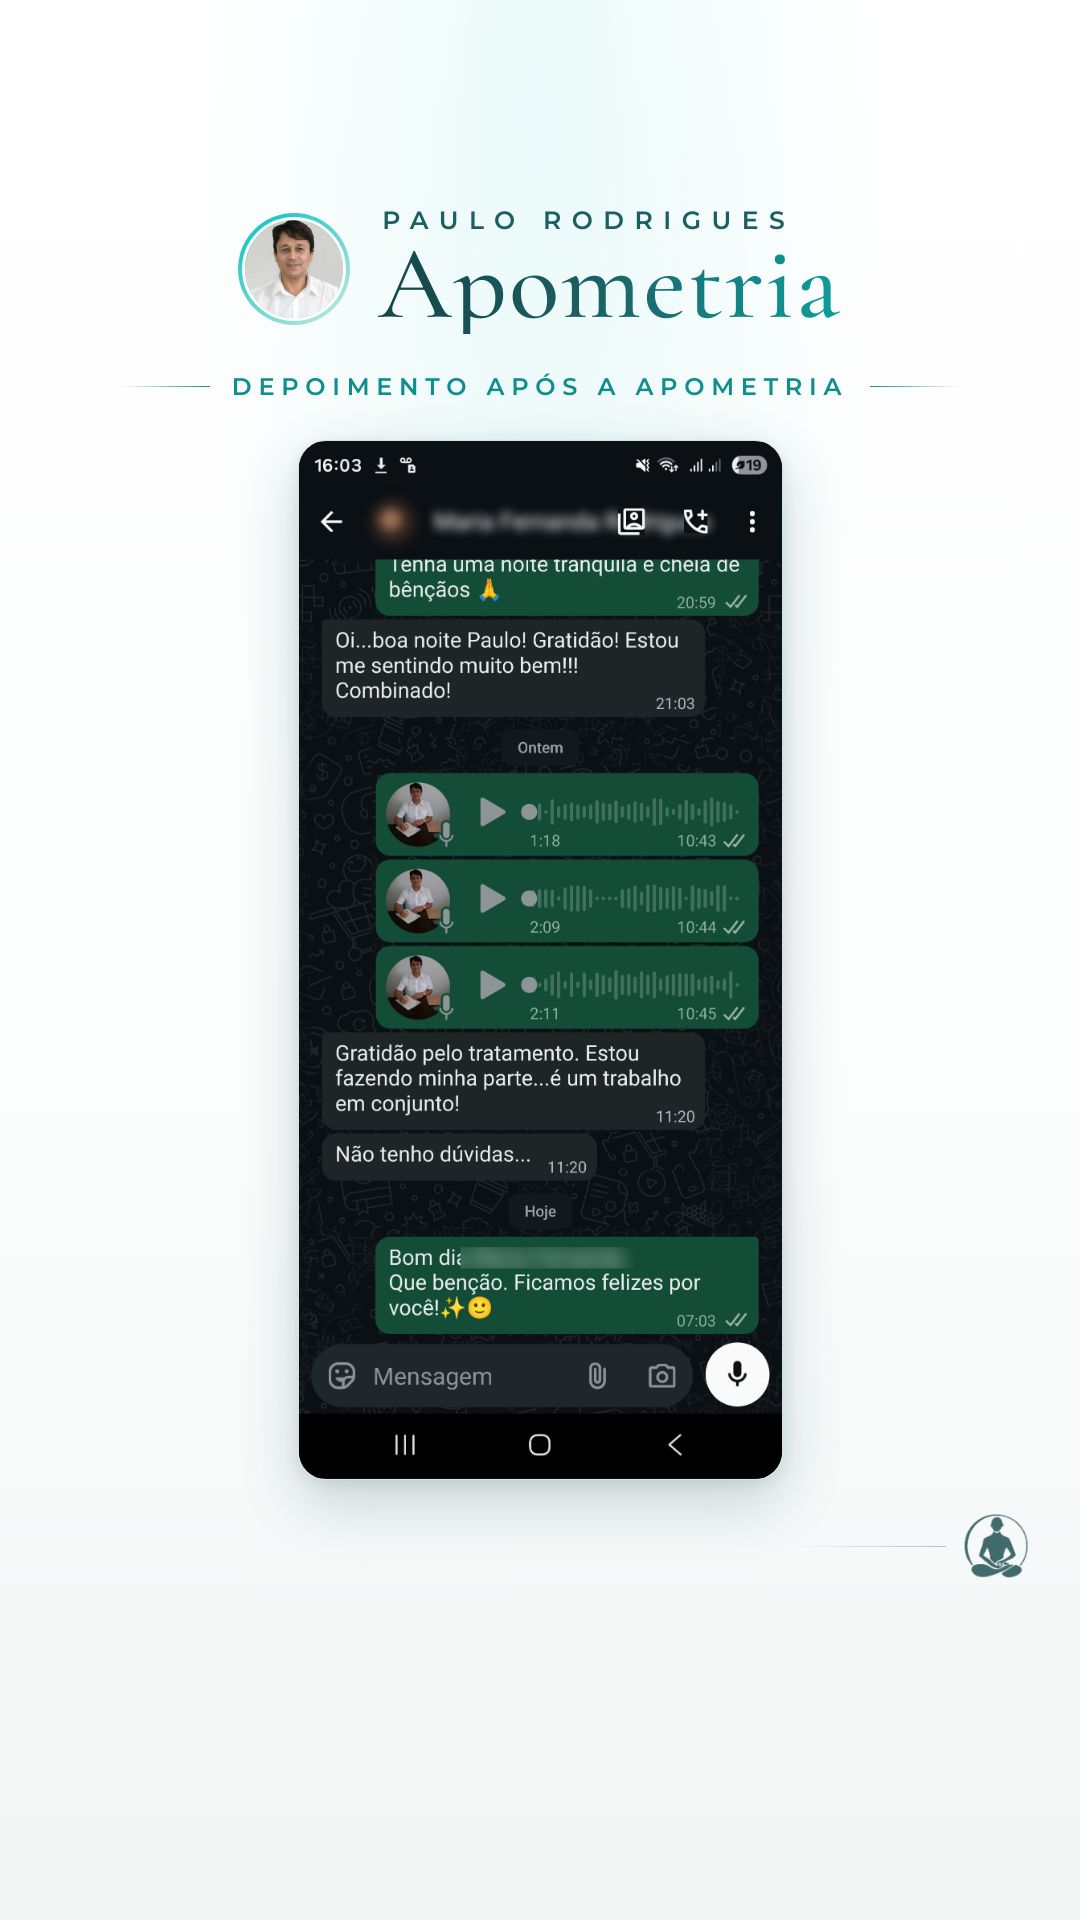 PAULO RODRIGUES
Apometria
DEPOIMENTO APÓS A APOMETRIA
16:03
19
Tenha uma noite tranquila e cheia de
bênçãos 🙏
20:59
Oi...boa noite Paulo! Gratidão! Estou
me sentindo muito bem!!!
Combinado!
21:03
Ontem
1:18 10:43
2:09 10:44
2:11 10:45
Gratidão pelo tratamento. Estou
fazendo minha parte...é um trabalho
em conjunto!
11:20
Não tenho dúvidas... 11:20
Hoje
Bom dia
Que benção. Ficamos felizes por
você!✨🙂
07:03
Mensagem